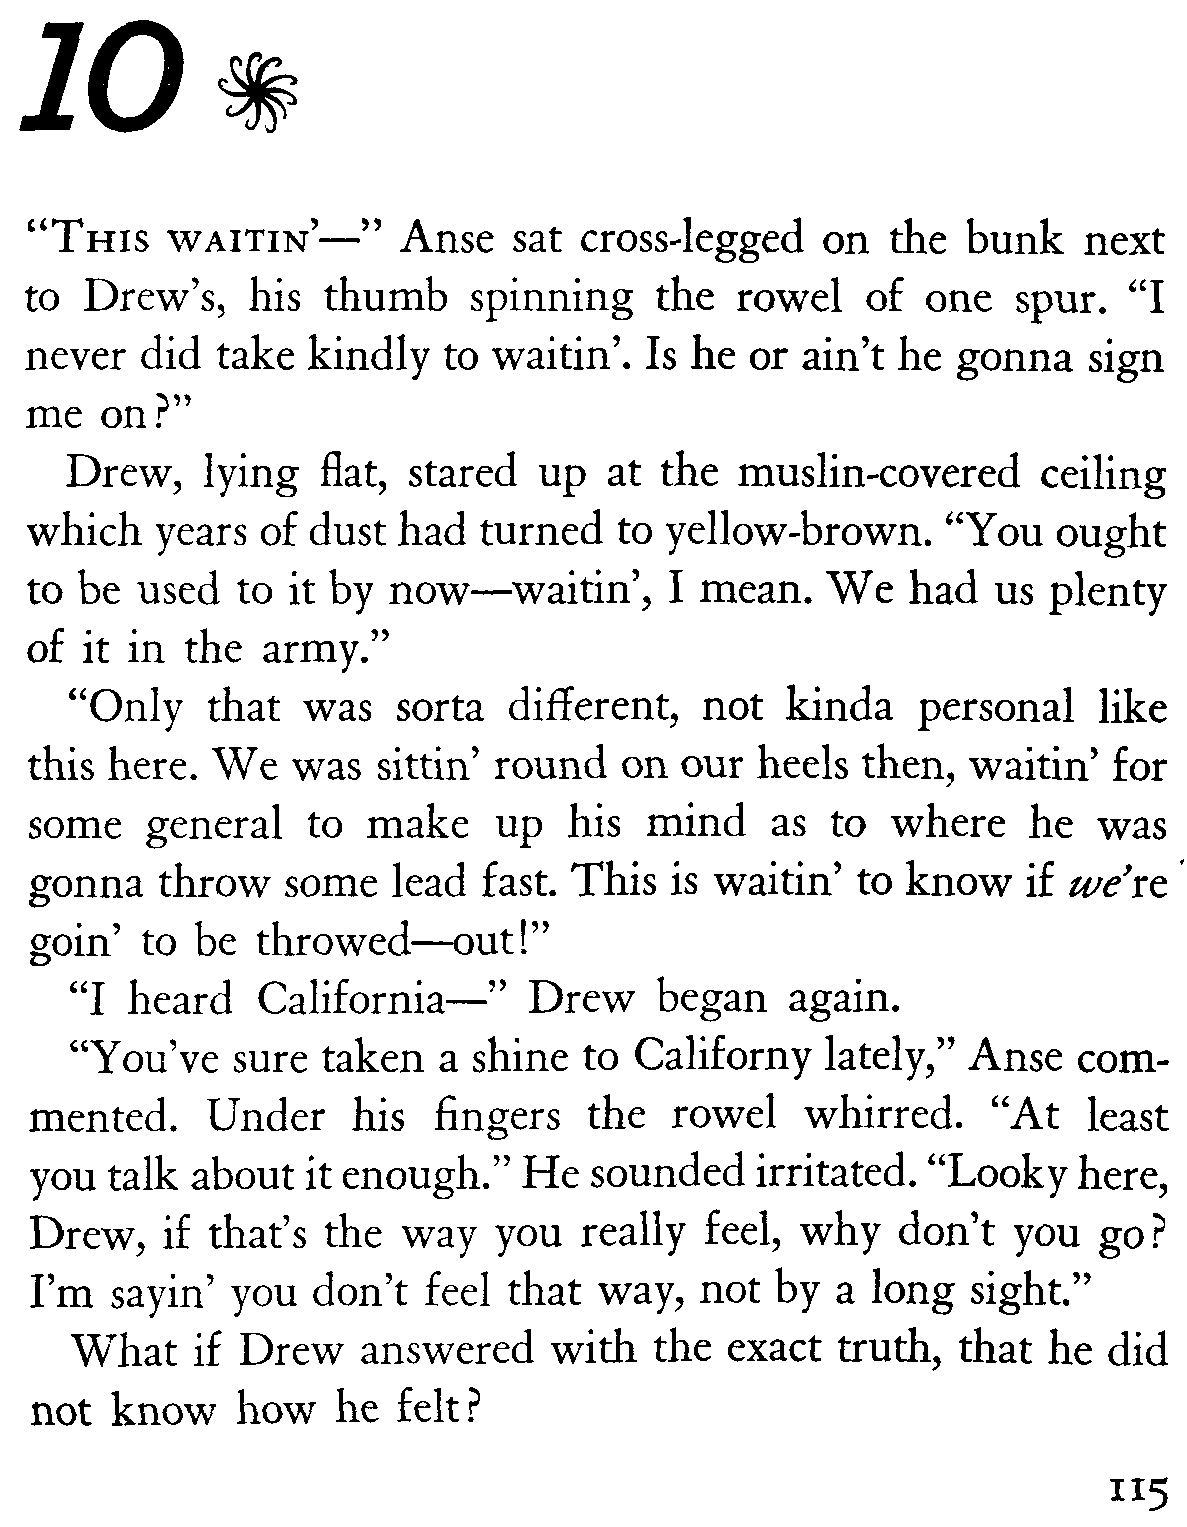 10
“THIS WAITIN’—” Anse sat cross-legged on the bunk next
to Drew’s, his thumb spinning the rowel of one spur. “I
never did take kindly to waitin’. Is he or ain’t he gonna sign
me on?”
Drew, lying flat, stared up at the muslin-covered ceiling
which years of dust had turned to yellow-brown. “You ought
to be used to it by now—waitin’, I mean. We had us plenty
of it in the army.”
“Only that was sorta different, not kinda personal like
this here. We was sittin’ round on our heels then, waitin’ for
some general to make up his mind as to where he was
gonna throw some lead fast. This is waitin’ to know if we’re
goin’ to be throwed—out!”
“I heard California—” Drew began again.
“You’ve sure taken a shine to Californy lately,” Anse com-
mented. Under his fingers the rowel whirred. “At least
you talk about it enough.” He sounded irritated. “Looky here,
Drew, if that’s the way you really feel, why don’t you go?
I’m sayin’ you don’t feel that way, not by a long sight.”
What if Drew answered with the exact truth, that he did
not know how he felt?
115